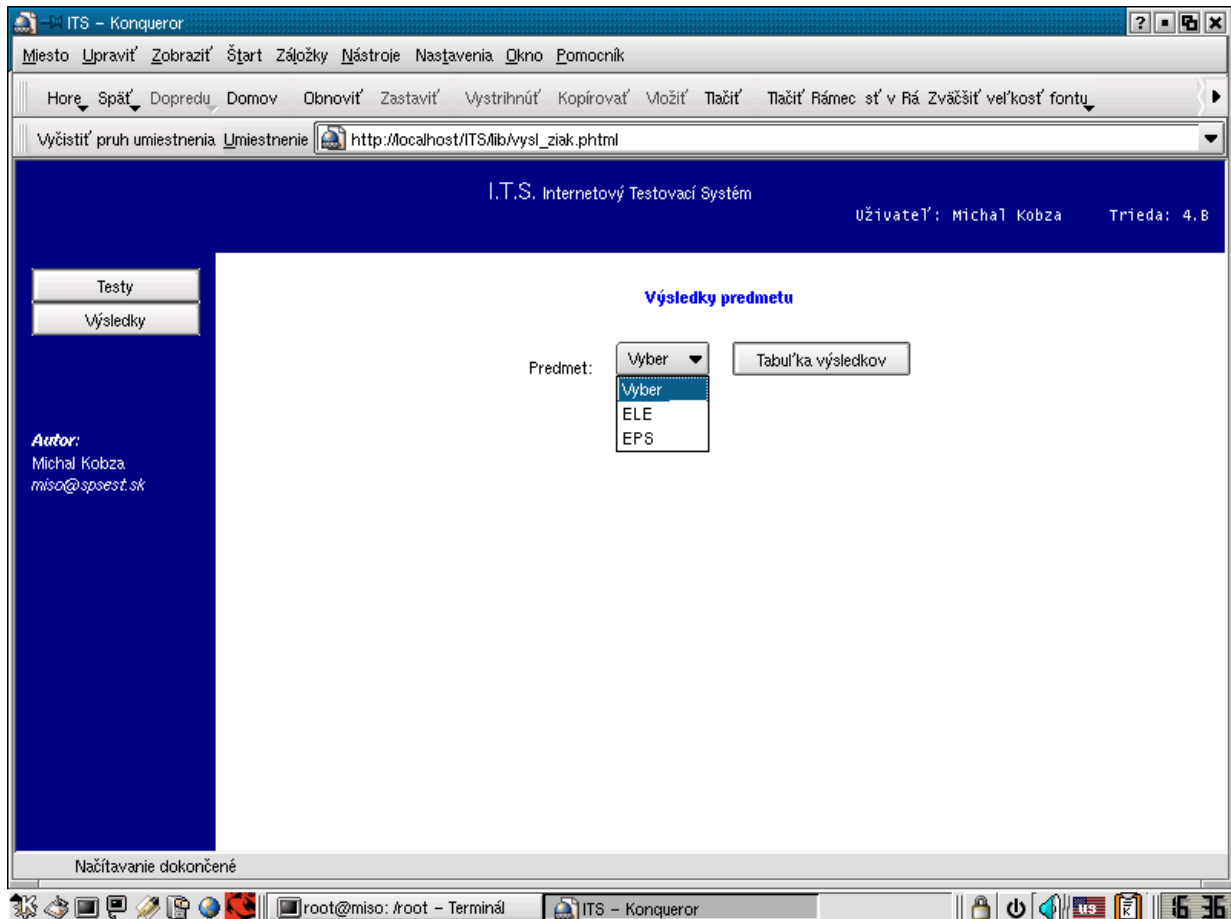 ITS – Konqueror
Miesto Upraviť Zobraziť Štart Záložky Nástroje Nastavenia Okno Pomocník
Hore Späť Dopredu Domov Obnoviť Zastaviť Vystrihnúť Kopírovať Vložiť Tlačiť Tlačiť Rámec sť v Rá Zväčšiť veľkosť fontu
Vyčistiť pruh umiestnenia Umiestnenie http://localhost/ITS/lib/vysl_ziak.phtml
I.T.S. Internetový Testovací Systém
Užívateľ: Michal Kobza Trieda: 4.B
Testy
Výsledky
Výsledky predmetu
Predmet: Vyber Tabuľka výsledkov
Vyber
ELE
EPS
Autor:
Michal Kobza
miso@spsest.sk
Načítavanie dokončené
root@miso: /root – Terminál ITS – Konqueror us 15 36